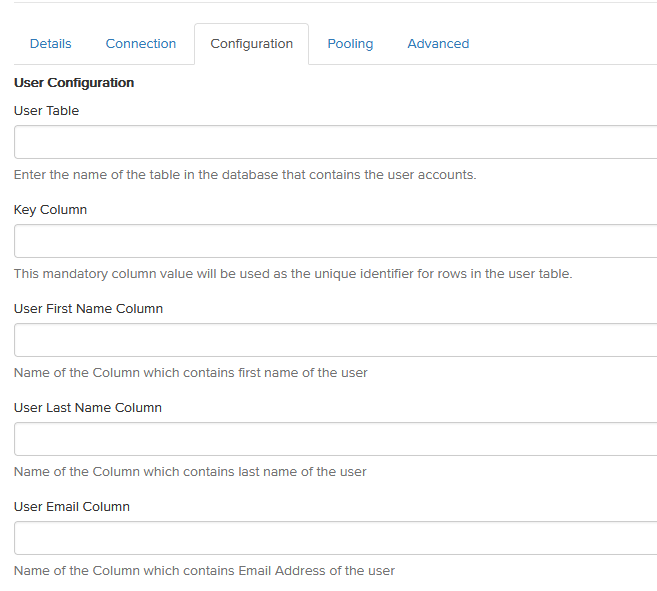 Details Connection Configuration Pooling Advanced
User Configuration
User Table
Enter the name of the table in the database that contains the user accounts.
Key Column
This mandatory column value will be used as the unique identifier for rows in the user table.
User First Name Column
Name of the Column which contains first name of the user
User Last Name Column
Name of the Column which contains last name of the user
User Email Column
Name of the Column which contains Email Address of the user